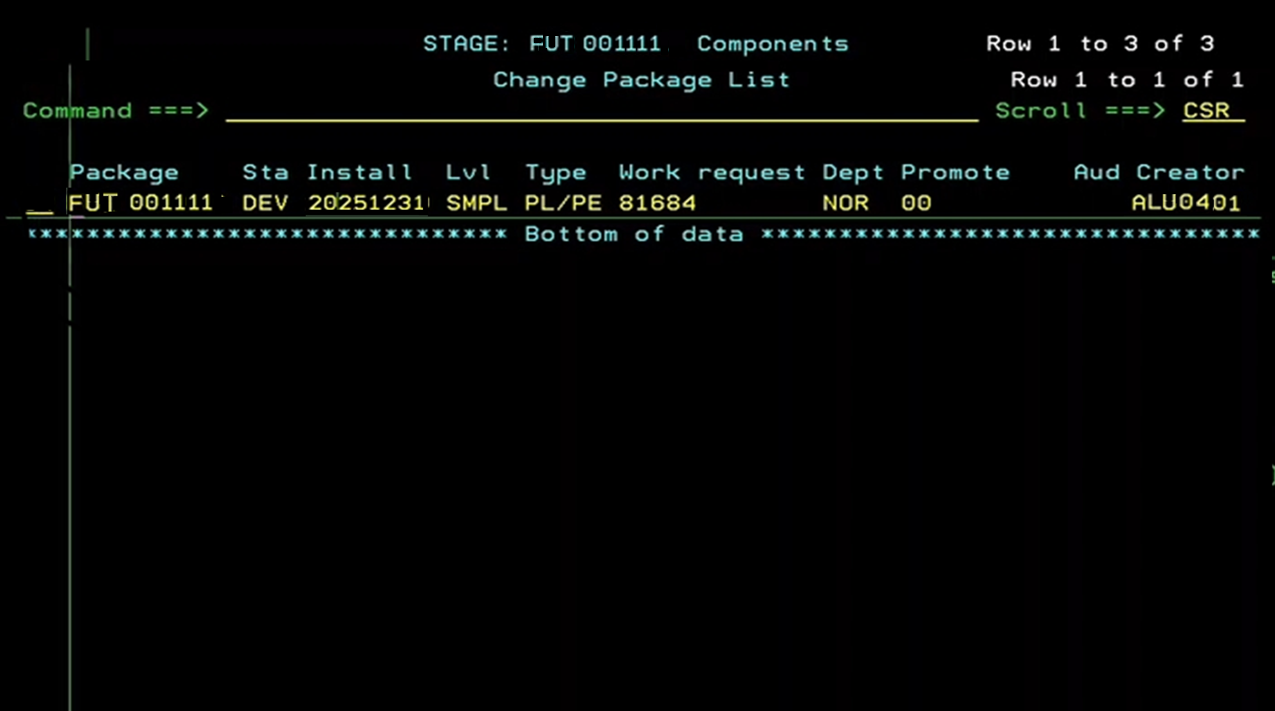 STAGE: FUT 001111 Components Row 1 to 3 of 3
Change Package List Row 1 to 1 of 1
Command ===> Scroll ===> CSR
Package Sta Install Lvl Type Work request Dept Promote Aud Creator
FUT 001111 DEV 20251231 SMPL PL/PE 81684 NOR 00 ALU0401
******************************* Bottom of data ********************************